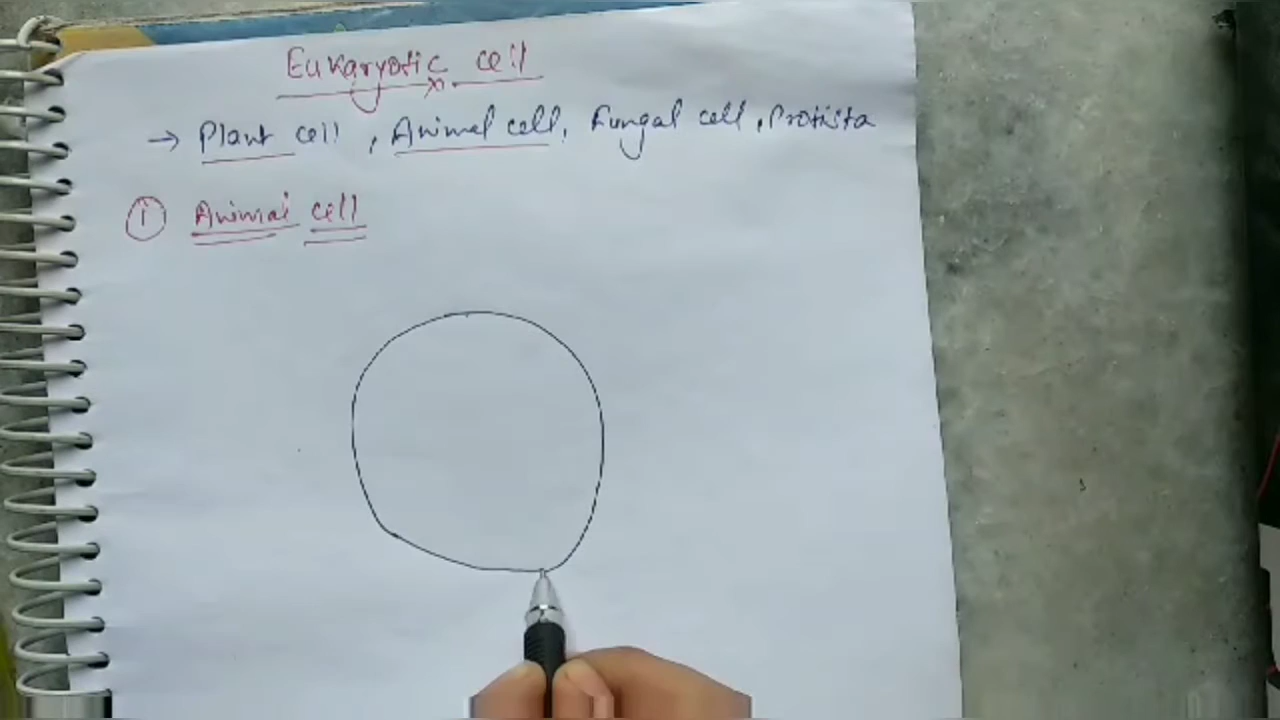 Eukaryotic cell
→ Plant cell, Animal cell, Fungal cell, Protista
① Animal cell